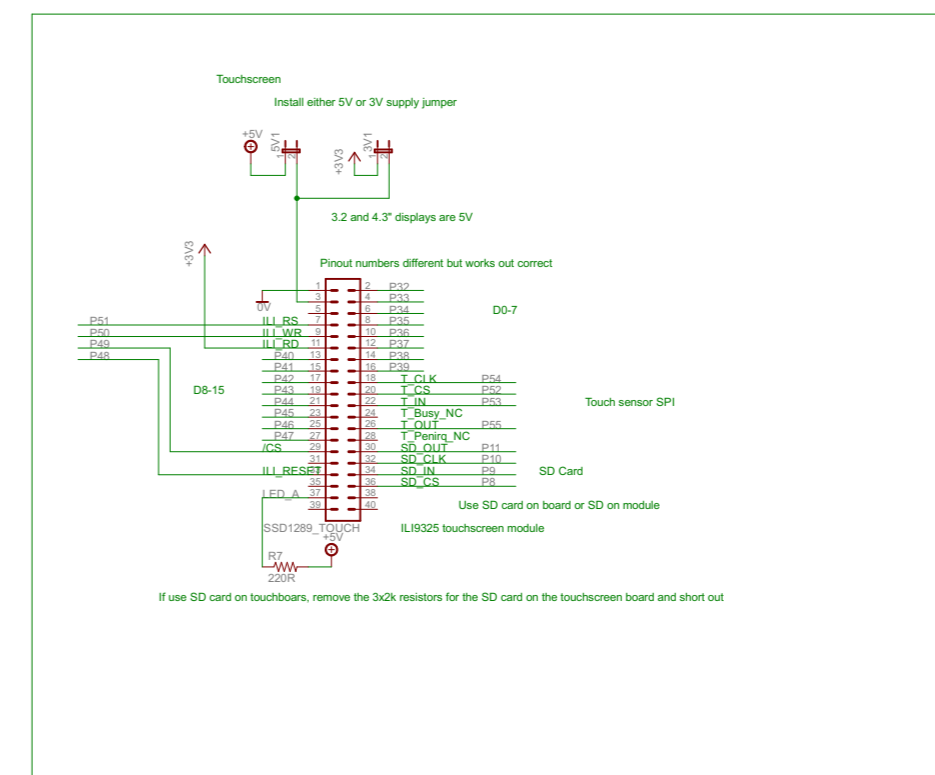 Touchscreen
Install either 5V or 3V supply jumper
+5V 5V1 1 2 +3V3 3V1 1 2
3.2 and 4.3" displays are 5V
+3V3
Pinout numbers different but works out correct
1 2 P32
0V 3 4 P33
5 6 P34 D0-7
P51 ILI_RS 7 8 P35
P50 ILI_WR 9 10 P36
P49 ILI_RD 11 12 P37
P48 P40 13 14 P38
P41 15 16 P39
P42 17 18 T_CLK P54
D8-15 P43 19 20 T_CS P52
P44 21 22 T_IN P53 Touch sensor SPI
P45 23 24 T_Busy_NC
P46 25 26 T_OUT P55
P47 27 28 T_Penirq_NC
/CS 29 30 SD_OUT P11
31 32 SD_CLK P10
ILI_RESET 33 34 SD_IN P9 SD Card
35 36 SD_CS P8
LED_A 37 38
39 40 Use SD card on board or SD on module
SSD1289_TOUCH ILI9325 touchscreen module
+5V
R7
220R
If use SD card on touchboars, remove the 3x2k resistors for the SD card on the touchscreen board and short out